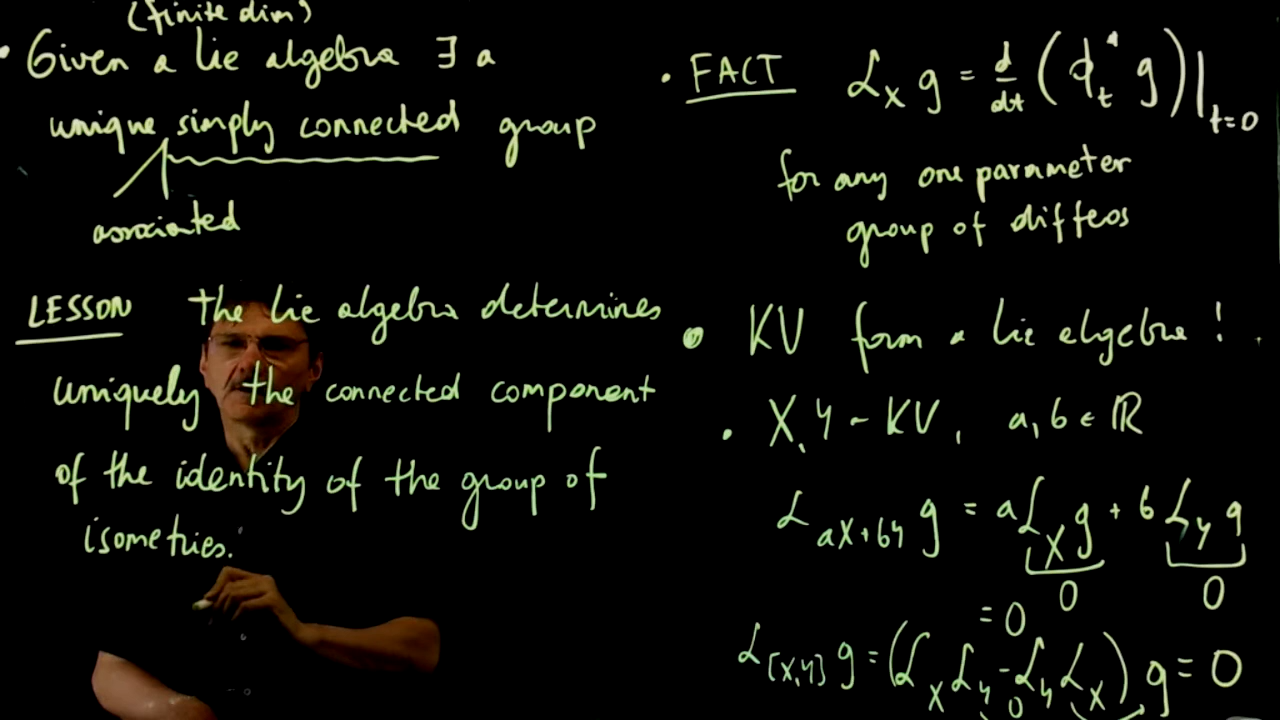 (finite dim)
• Given a lie algebra ∃ a
unique simply connected group
associated
LESSON the lie algebra determines
uniquely the connected component
of the identity of the group of
isometries.
• FACT ℒ_X g = d/dt (ϕ_t^* g)|_{t=0}
for any one parameter
group of diffeos
• KV form a lie algebra !
• X, Y - KV, a, b ∈ ℝ
ℒ_{aX+bY} g = a ℒ_X g + b ℒ_Y g
0 0
= 0
ℒ_{[X,Y]} g = (ℒ_X ℒ_Y - ℒ_Y ℒ_X) g = 0
0